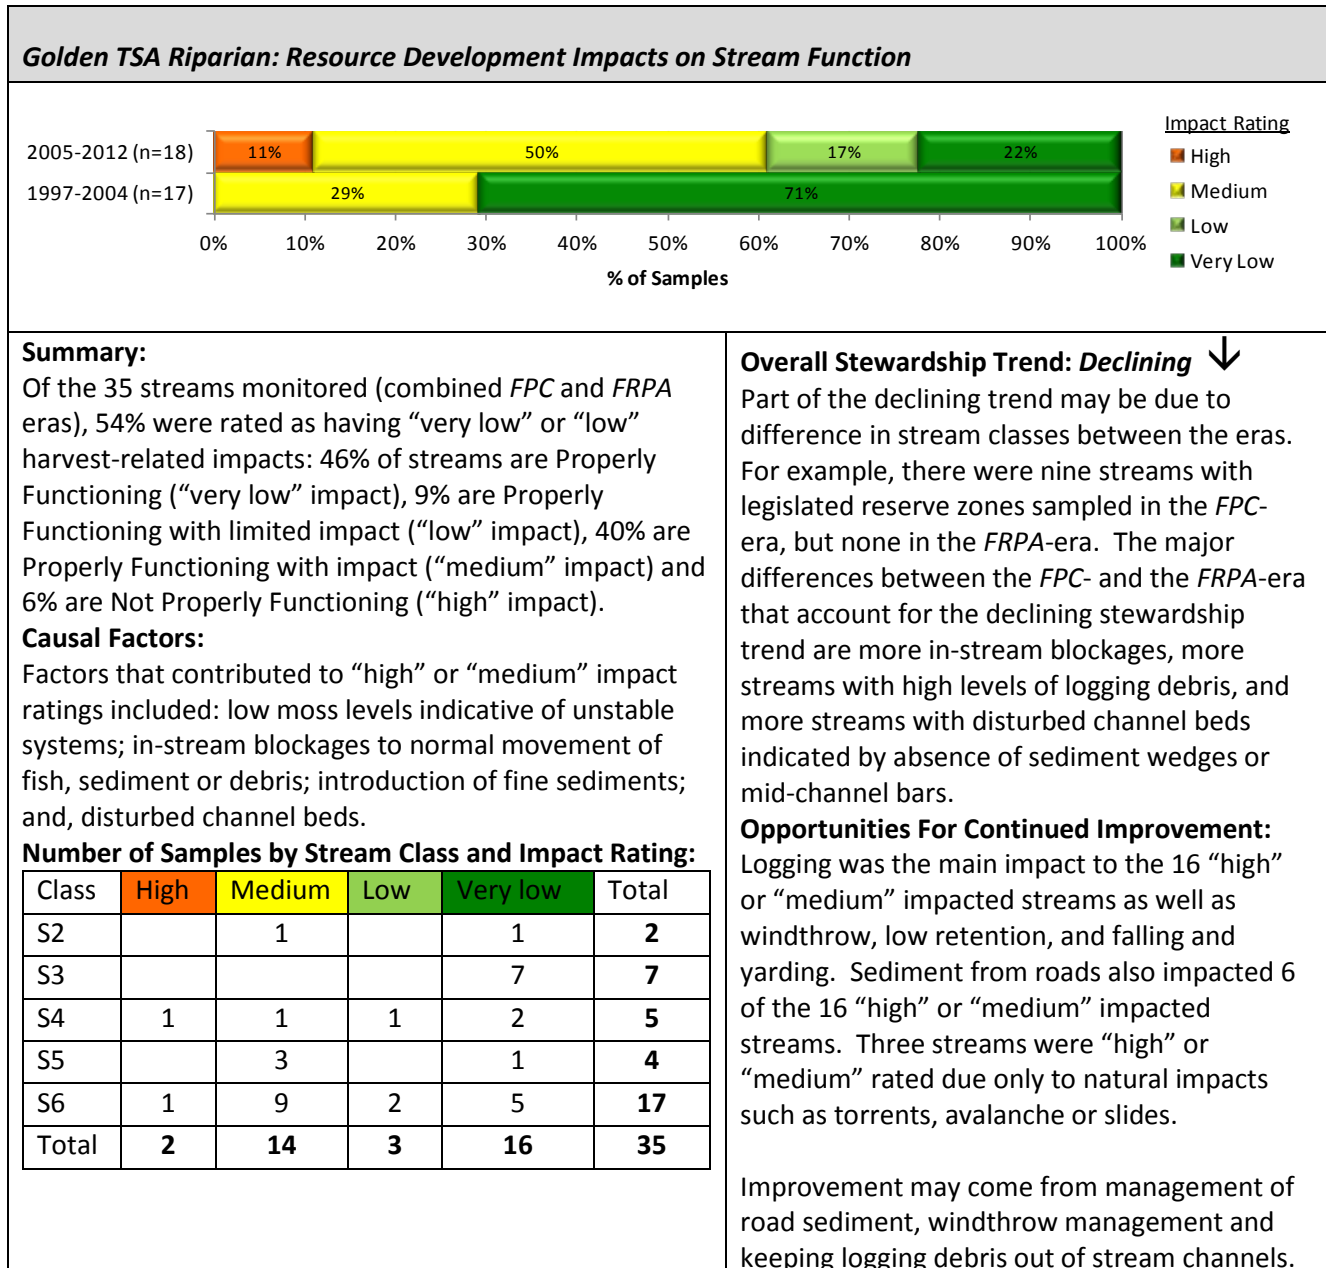 Golden TSA Riparian: Resource Development Impacts on Stream Function
2005-2012 (n=18)
11%
50%
17%
22%
1997-2004 (n=17)
29%
71%
0% 10% 20% 30% 40% 50% 60% 70% 80% 90% 100%
% of Samples
Impact Rating
High
Medium
Low
Very Low
Summary:
Of the 35 streams monitored (combined FPC and FRPA
eras), 54% were rated as having “very low” or “low”
harvest-related impacts: 46% of streams are Properly
Functioning (“very low” impact), 9% are Properly
Functioning with limited impact (“low” impact), 40% are
Properly Functioning with impact (“medium” impact) and
6% are Not Properly Functioning (“high” impact).
Causal Factors:
Factors that contributed to “high” or “medium” impact
ratings included: low moss levels indicative of unstable
systems; in-stream blockages to normal movement of
fish, sediment or debris; introduction of fine sediments;
and, disturbed channel beds.
Number of Samples by Stream Class and Impact Rating:
Class High Medium Low Very low Total
S2 1 1 2
S3 7 7
S4 1 1 1 2 5
S5 3 1 4
S6 1 9 2 5 17
Total 2 14 3 16 35
Overall Stewardship Trend: Declining ↓
Part of the declining trend may be due to
difference in stream classes between the eras.
For example, there were nine streams with
legislated reserve zones sampled in the FPC-
era, but none in the FRPA-era. The major
differences between the FPC- and the FRPA-era
that account for the declining stewardship
trend are more in-stream blockages, more
streams with high levels of logging debris, and
more streams with disturbed channel beds
indicated by absence of sediment wedges or
mid-channel bars.
Opportunities For Continued Improvement:
Logging was the main impact to the 16 “high”
or “medium” impacted streams as well as
windthrow, low retention, and falling and
yarding. Sediment from roads also impacted 6
of the 16 “high” or “medium” impacted
streams. Three streams were “high” or
“medium” rated due only to natural impacts
such as torrents, avalanche or slides.
Improvement may come from management of
road sediment, windthrow management and
keeping logging debris out of stream channels.